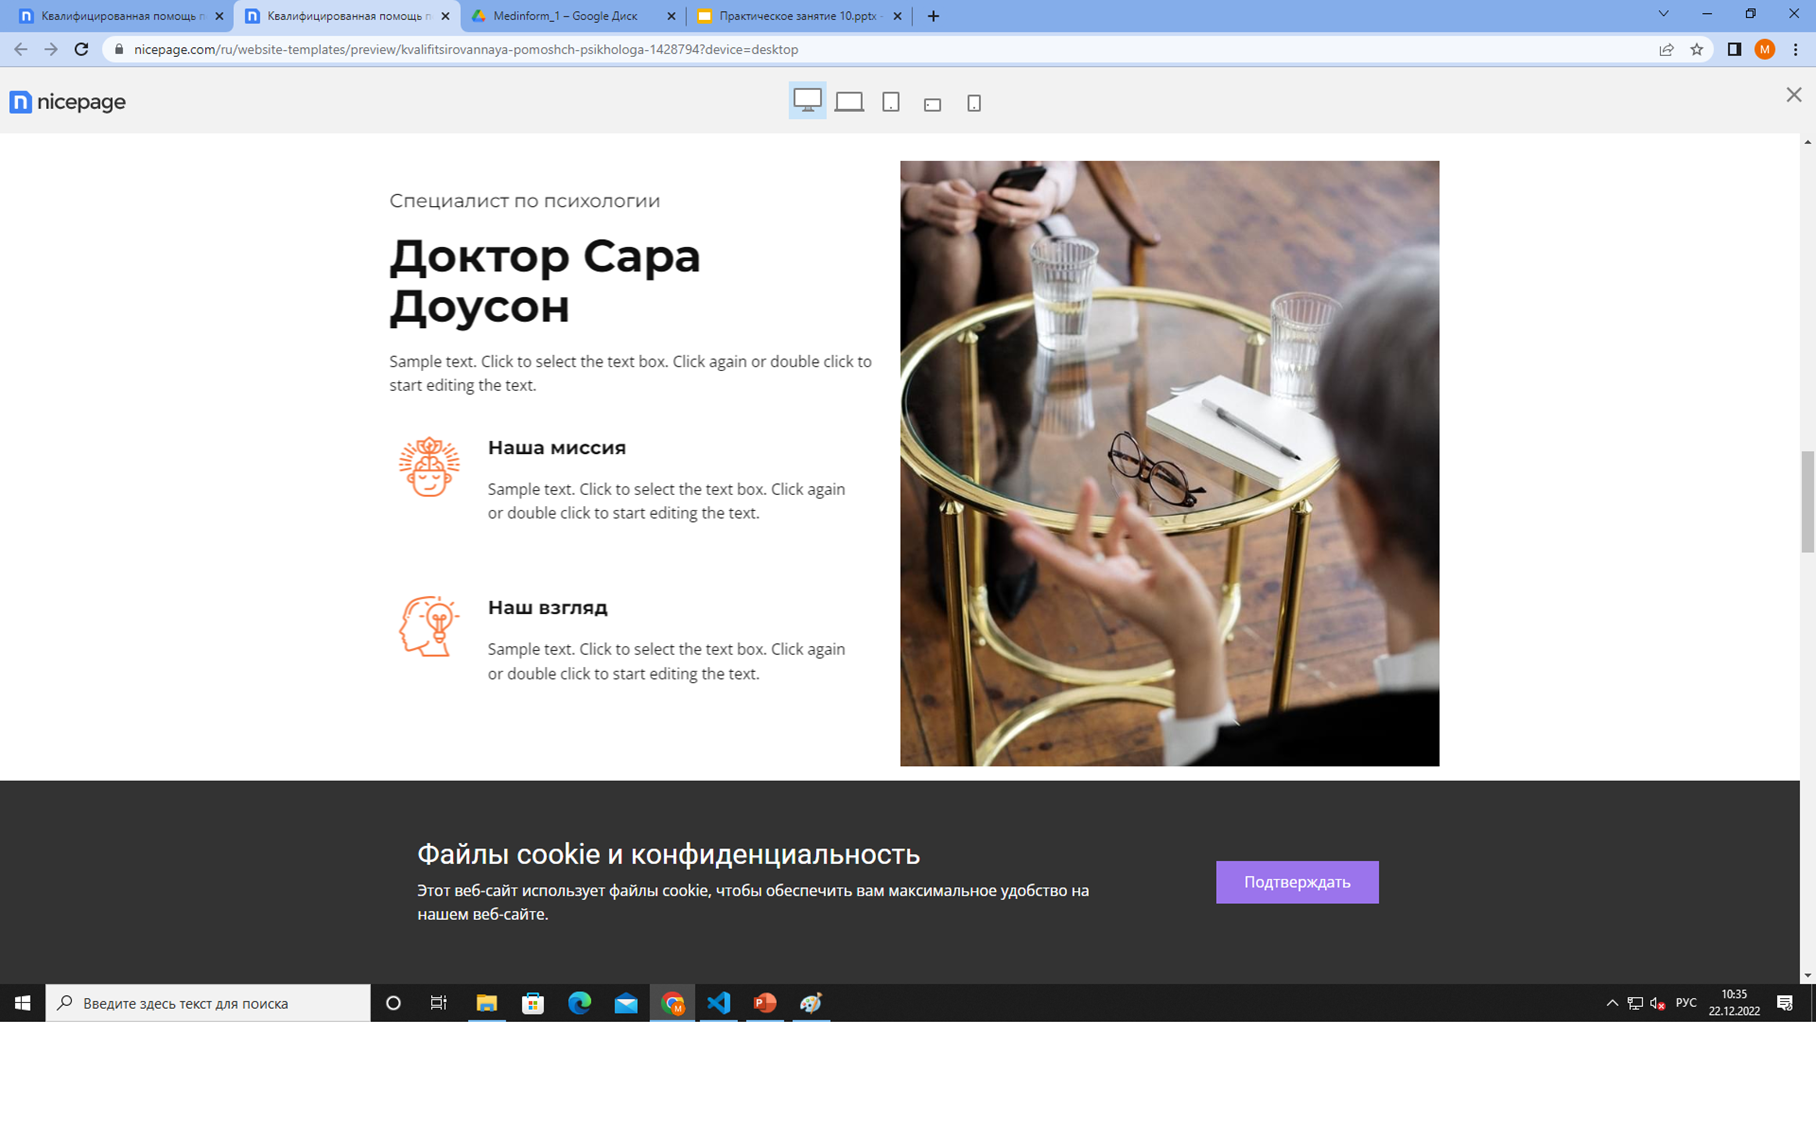 Квалифицированная помощь п
Квалифицированная помощь п
Medinform_1 – Google Диск
Практическое занятие 10.pptx -
nicepage.com/ru/website-templates/preview/kvalifitsirovannaya-pomoshch-psikhologa-1428794?device=desktop
M
nicepage
Специалист по психологии
Доктор Сара
Доусон
Sample text. Click to select the text box. Click again or double click to
start editing the text.
Наша миссия
Sample text. Click to select the text box. Click again
or double click to start editing the text.
Наш взгляд
Sample text. Click to select the text box. Click again
or double click to start editing the text.
Файлы cookie и конфиденциальность
Этот веб-сайт использует файлы cookie, чтобы обеспечить вам максимальное удобство на
нашем веб-сайте.
Подтверждать
Введите здесь текст для поиска
РУС
10:35
22.12.2022